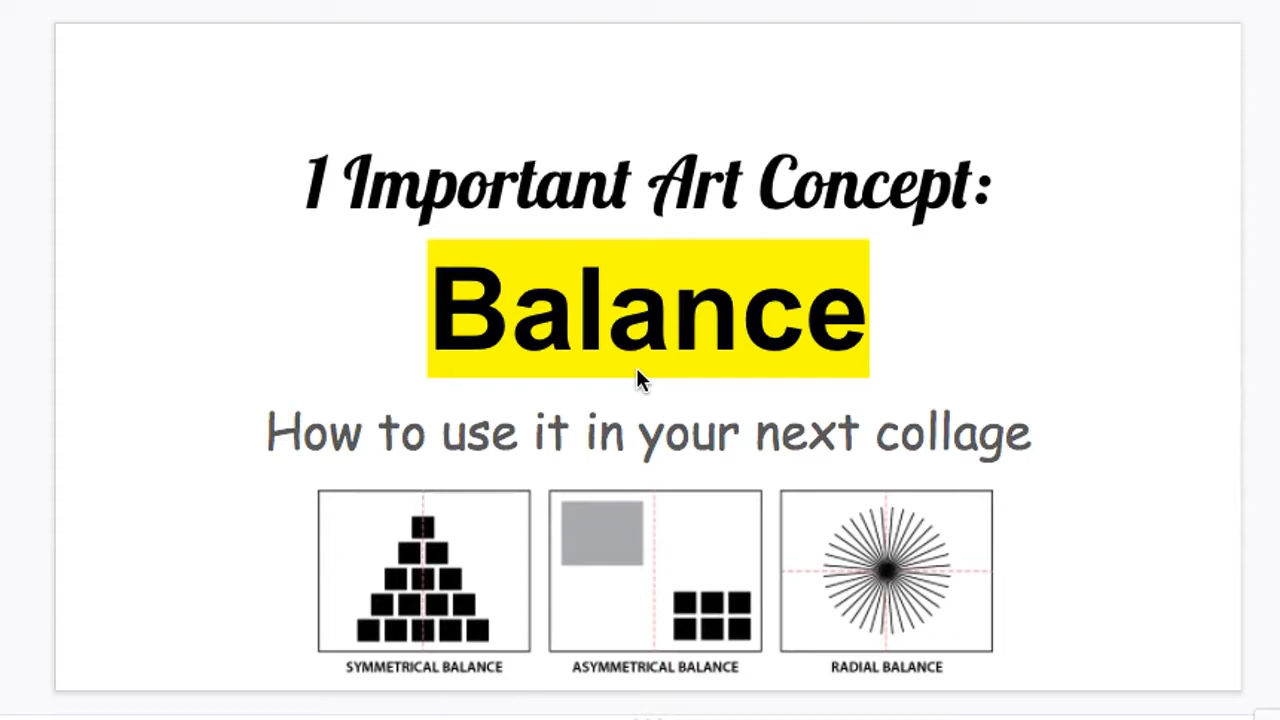 1 Important Art Concept:
Balance
How to use it in your next collage
SYMMETRICAL BALANCE
ASYMMETRICAL BALANCE
RADIAL BALANCE